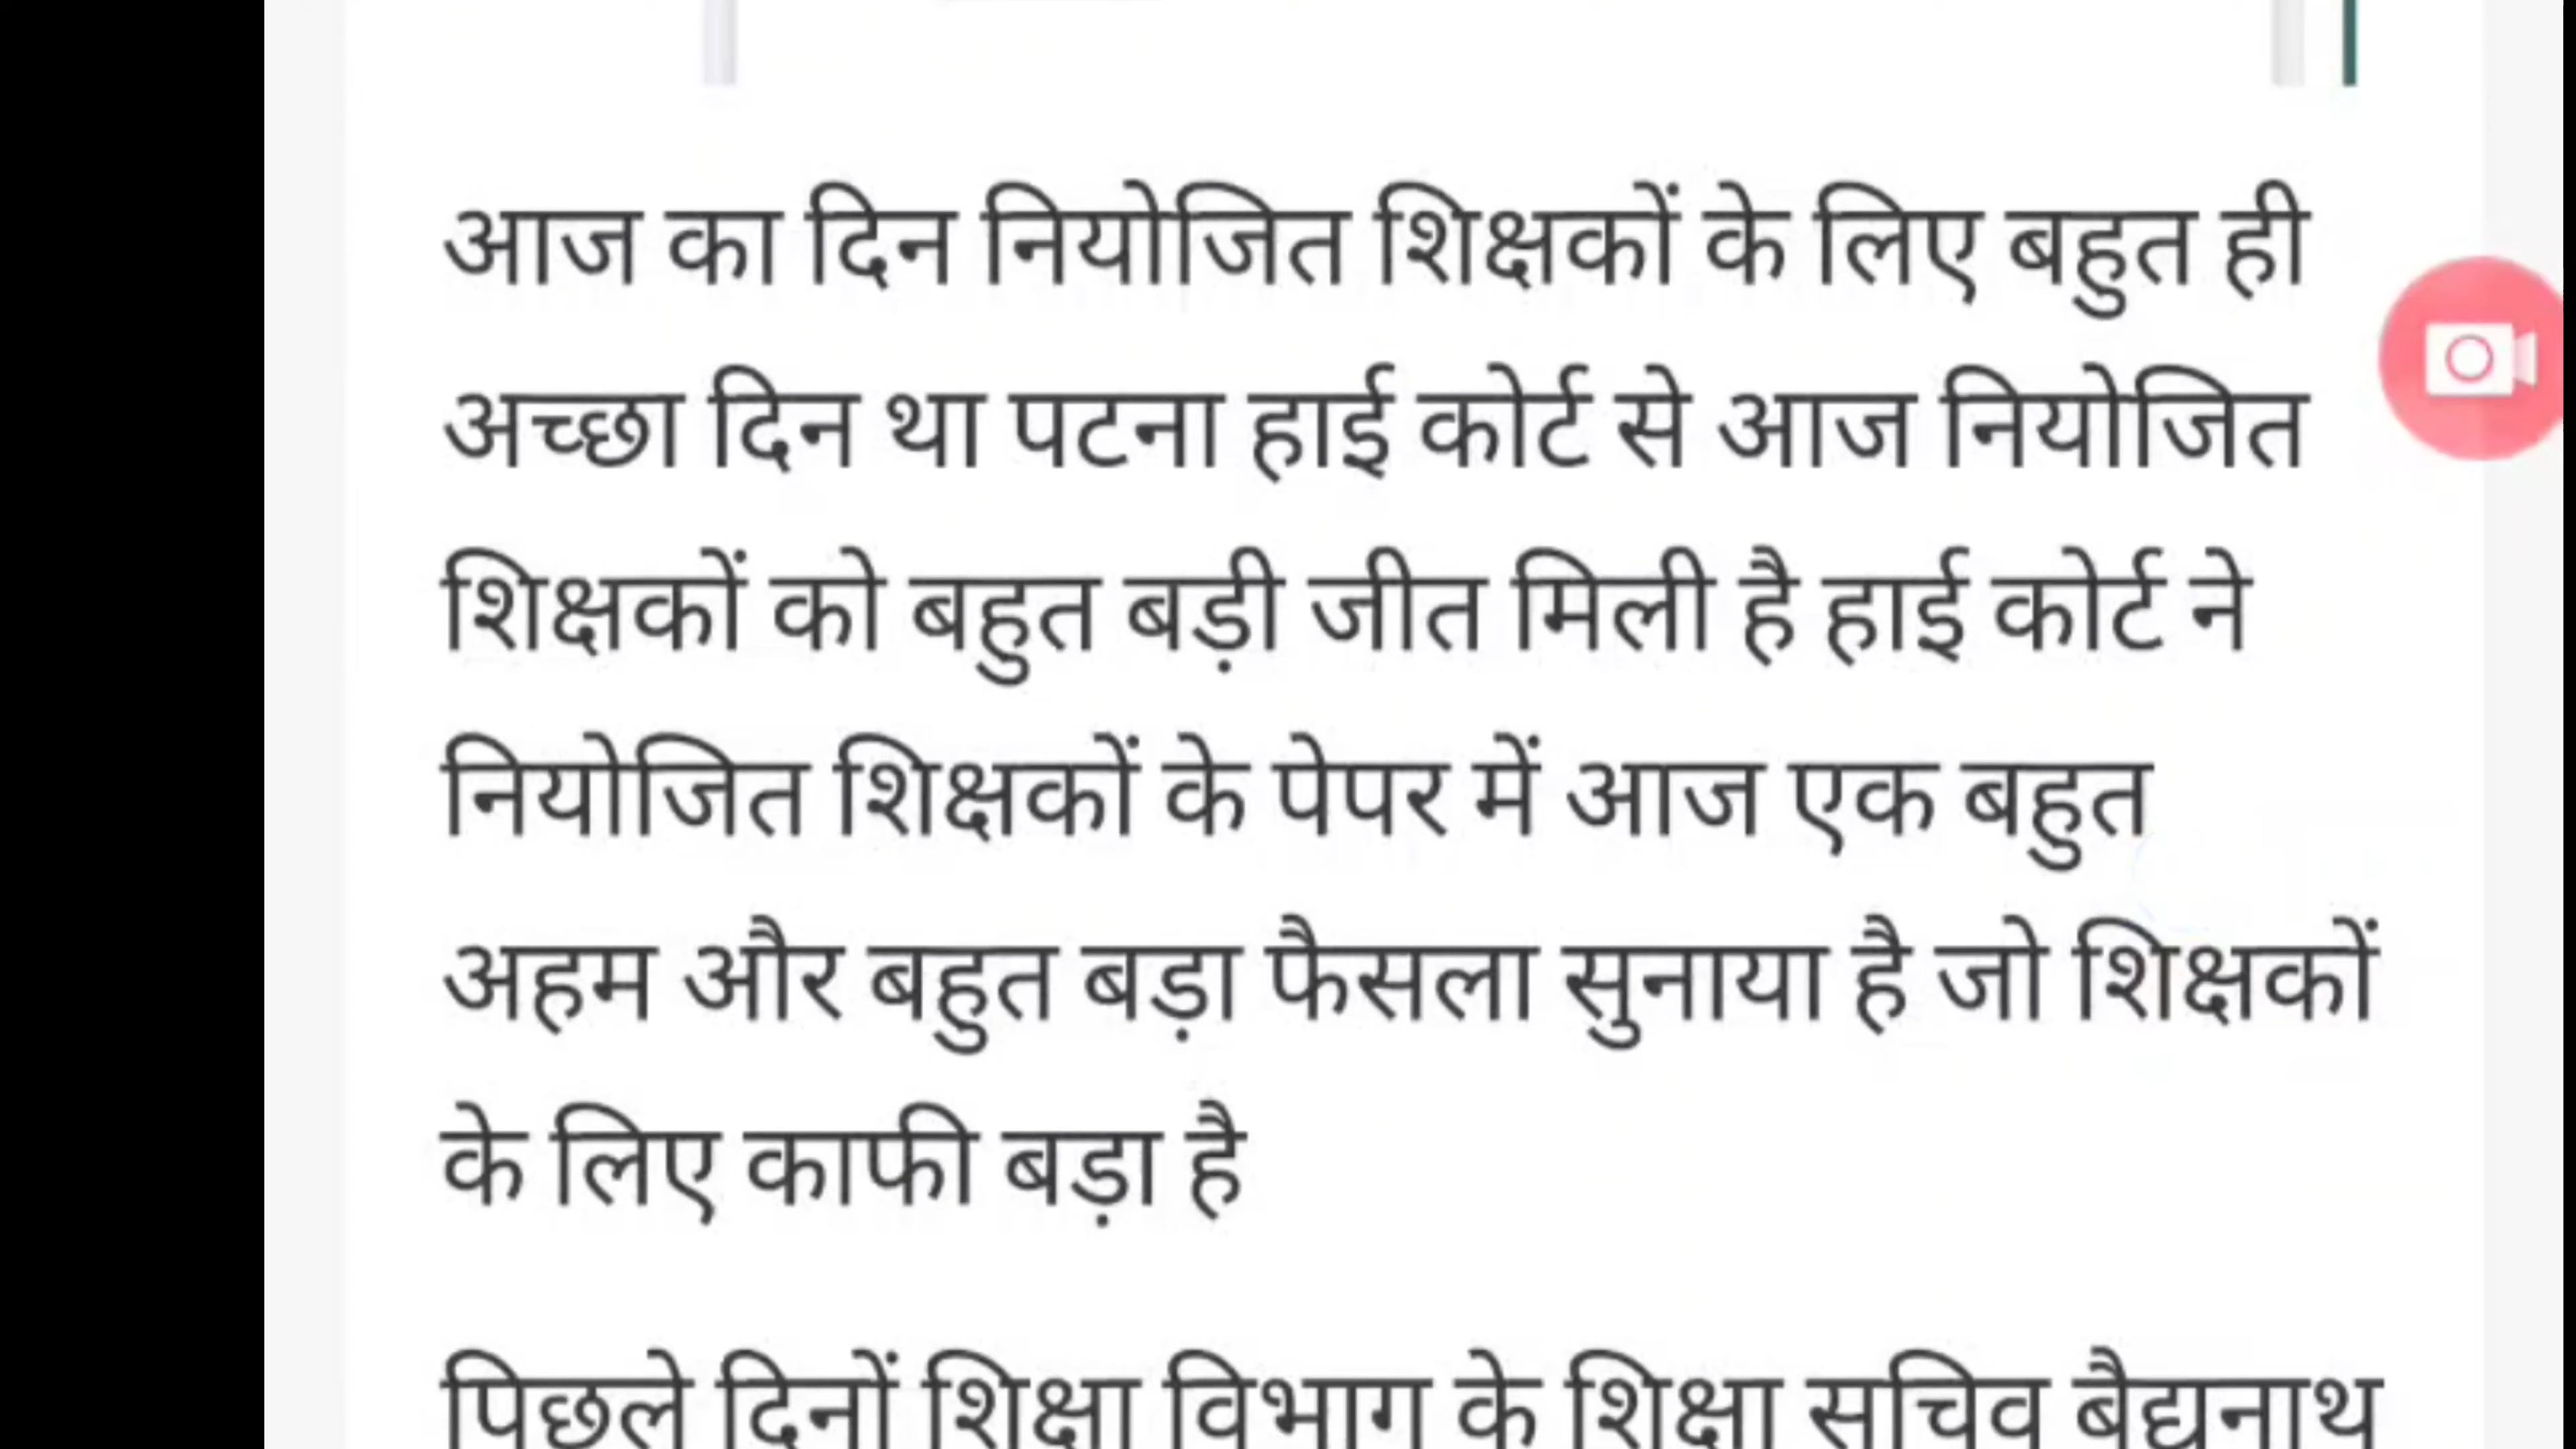 आज का दिन नियोजित शिक्षकों के लिए बहुत ही
अच्छा दिन था पटना हाई कोर्ट से आज नियोजित
शिक्षकों को बहुत बड़ी जीत मिली है हाई कोर्ट ने
नियोजित शिक्षकों के पेपर में आज एक बहुत
अहम और बहुत बड़ा फैसला सुनाया है जो शिक्षकों
के लिए काफी बड़ा है
पिछले दिनों शिक्षा विभाग के शिक्षा सचिव बैद्यनाथ